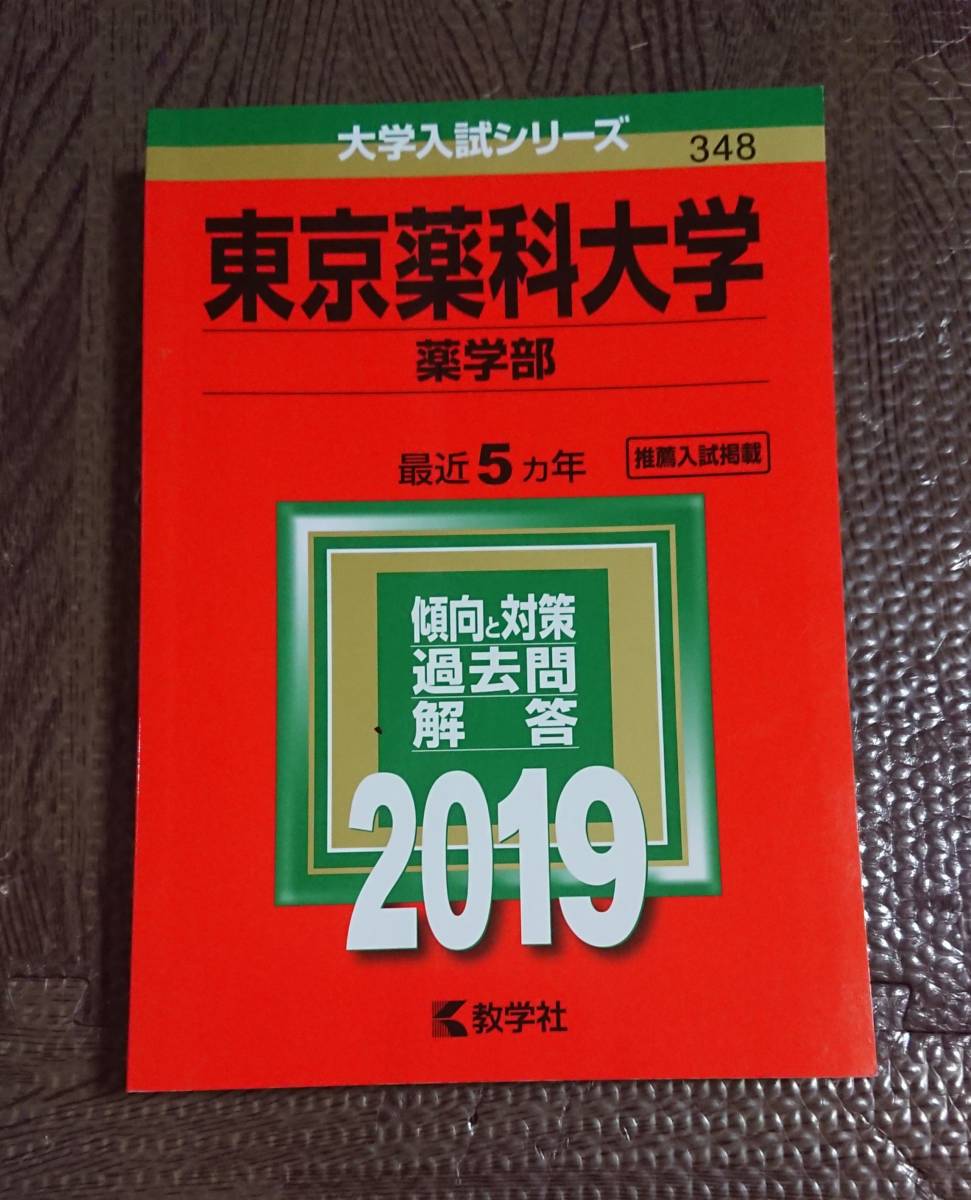 大学入試シリーズ
348
東京薬科大学
薬学部
最近5ヵ年
推薦入試掲載
傾向と対策
過去問
解答
2019
教学社